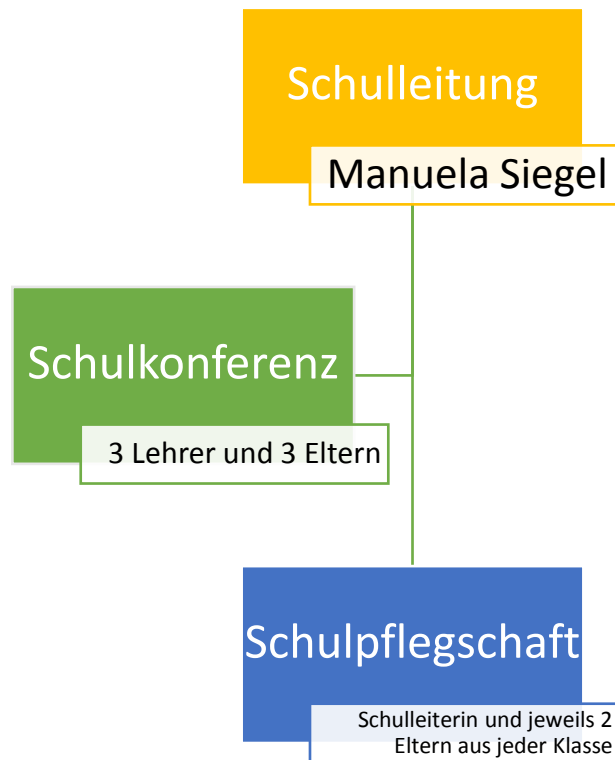 Schulleitung
Manuela Siegel
Schulkonferenz
3 Lehrer und 3 Eltern
Schulpflegschaft
Schulleiterin und jeweils 2
Eltern aus jeder Klasse